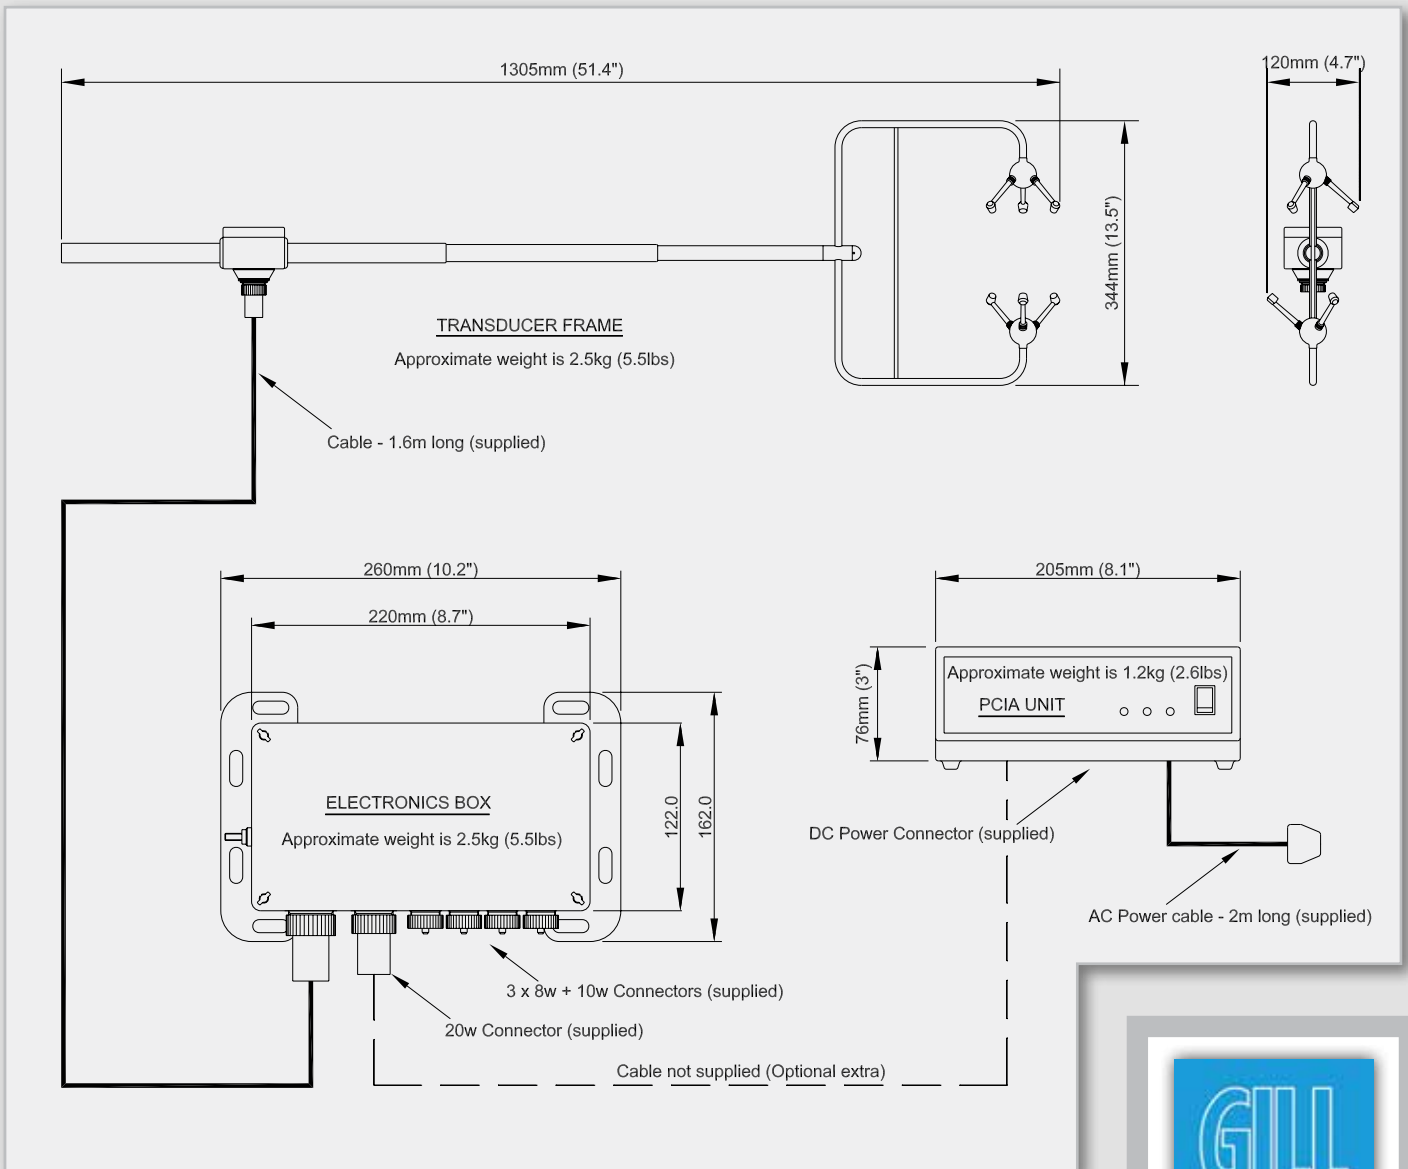 1305mm (51.4")
120mm (4.7")
344mm (13.5")
TRANSDUCER FRAME
Approximate weight is 2.5kg (5.5lbs)
Cable - 1.6m long (supplied)
260mm (10.2")
220mm (8.7")
205mm (8.1")
76mm (3")
Approximate weight is 1.2kg (2.6lbs)
PCIA UNIT
ELECTRONICS BOX
Approximate weight is 2.5kg (5.5lbs)
122.0
162.0
DC Power Connector (supplied)
AC Power cable - 2m long (supplied)
3 x 8w + 10w Connectors (supplied)
20w Connector (supplied)
Cable not supplied (Optional extra)
GILL